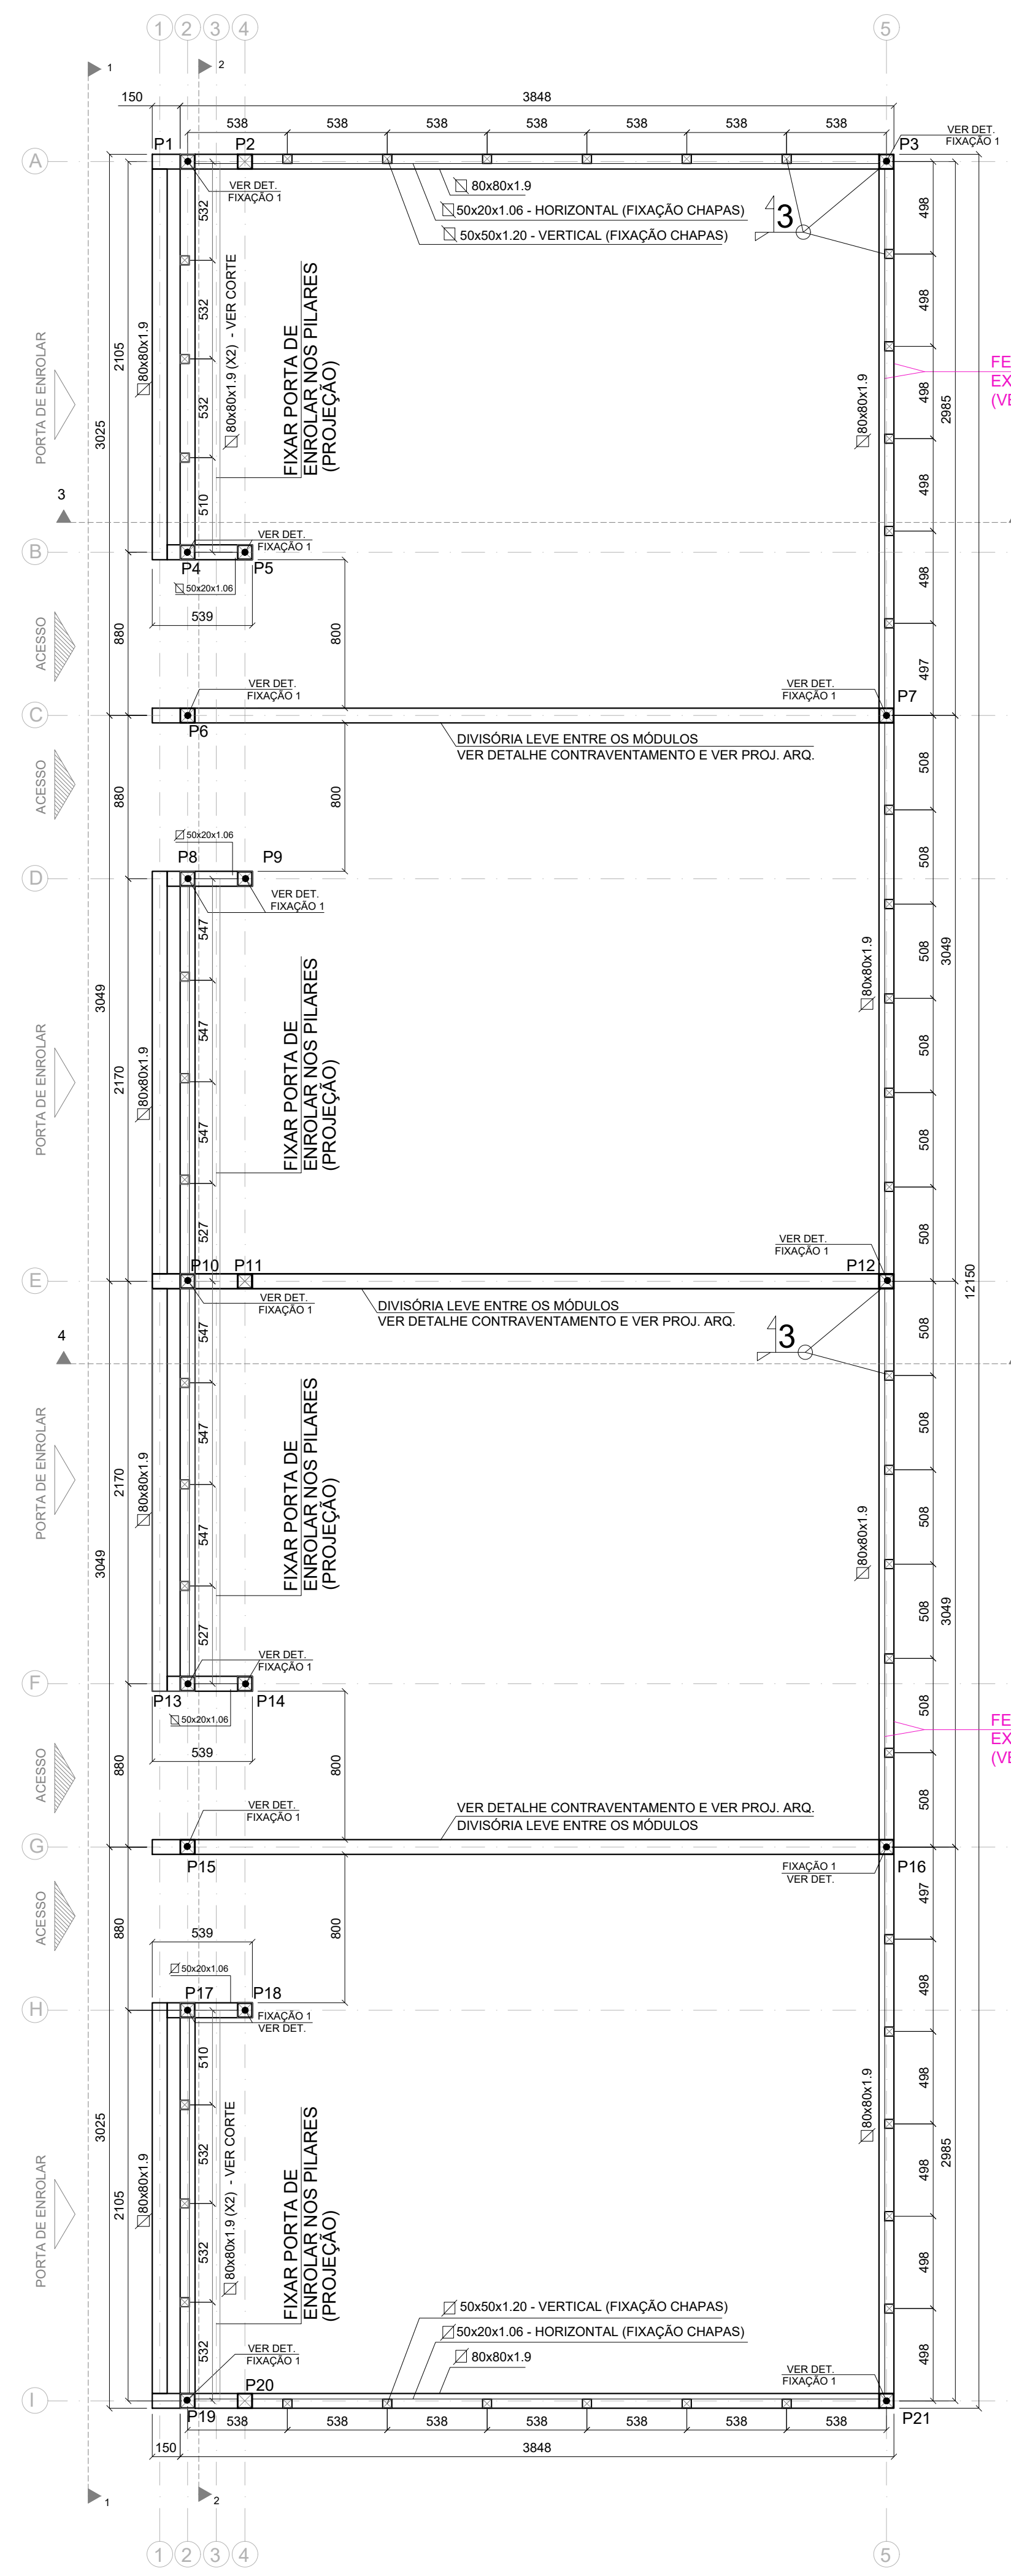 1 2 3 4 5
1
2
150
3848
538 538 538 538 538 538 538
P1
P2
P3
VER DET.
FIXAÇÃO 1
A
VER DET.
FIXAÇÃO 1
80x80x1.9
50x20x1.06 - HORIZONTAL (FIXAÇÃO CHAPAS)
50x50x1.20 - VERTICAL (FIXAÇÃO CHAPAS)
3
PORTA DE ENROLAR
3025
2105
80x80x1.9
532
532
532
510
80x80x1.9 (X2) - VER CORTE
FIXAR PORTA DE
ENROLAR NOS PILARES
(PROJEÇÃO)
80x80x1.9
498
498
498
498
498
497
2985
FE
EX
(VE
3
B
VER DET.
FIXAÇÃO 1
P4
P5
50x20x1.06
539
ACESSO
880
800
VER DET.
FIXAÇÃO 1
VER DET.
FIXAÇÃO 1
P7
C
P6
DIVISÓRIA LEVE ENTRE OS MÓDULOS
VER DETALHE CONTRAVENTAMENTO E VER PROJ. ARQ.
ACESSO
880
800
50x20x1.06
P8
P9
D
VER DET.
FIXAÇÃO 1
PORTA DE ENROLAR
3049
2170
80x80x1.9
547
547
547
527
FIXAR PORTA DE
ENROLAR NOS PILARES
(PROJEÇÃO)
80x80x1.9
508
508
508
508
508
508
3049
12150
VER DET.
FIXAÇÃO 1
E
P10
P11
P12
VER DET.
FIXAÇÃO 1
DIVISÓRIA LEVE ENTRE OS MÓDULOS
VER DETALHE CONTRAVENTAMENTO E VER PROJ. ARQ.
3
4
PORTA DE ENROLAR
3049
2170
80x80x1.9
547
547
547
527
FIXAR PORTA DE
ENROLAR NOS PILARES
(PROJEÇÃO)
80x80x1.9
508
508
508
508
508
508
3049
F
VER DET.
FIXAÇÃO 1
P13
P14
50x20x1.06
539
FE
EX
(VE
ACESSO
880
800
VER DET.
FIXAÇÃO 1
VER DETALHE CONTRAVENTAMENTO E VER PROJ. ARQ.
DIVISÓRIA LEVE ENTRE OS MÓDULOS
G
P15
FIXAÇÃO 1
VER DET.
P16
ACESSO
880
800
539
50x20x1.06
P17
P18
H
FIXAÇÃO 1
VER DET.
PORTA DE ENROLAR
3025
2105
80x80x1.9
510
532
532
532
80x80x1.9 (X2) - VER CORTE
FIXAR PORTA DE
ENROLAR NOS PILARES
(PROJEÇÃO)
80x80x1.9
497
498
498
498
498
498
2985
50x50x1.20 - VERTICAL (FIXAÇÃO CHAPAS)
50x20x1.06 - HORIZONTAL (FIXAÇÃO CHAPAS)
80x80x1.9
VER DET.
FIXAÇÃO 1
VER DET.
FIXAÇÃO 1
P20
I
P19
P21
538 538 538 538 538 538 538
150
3848
1
2
1 2 3 4 5